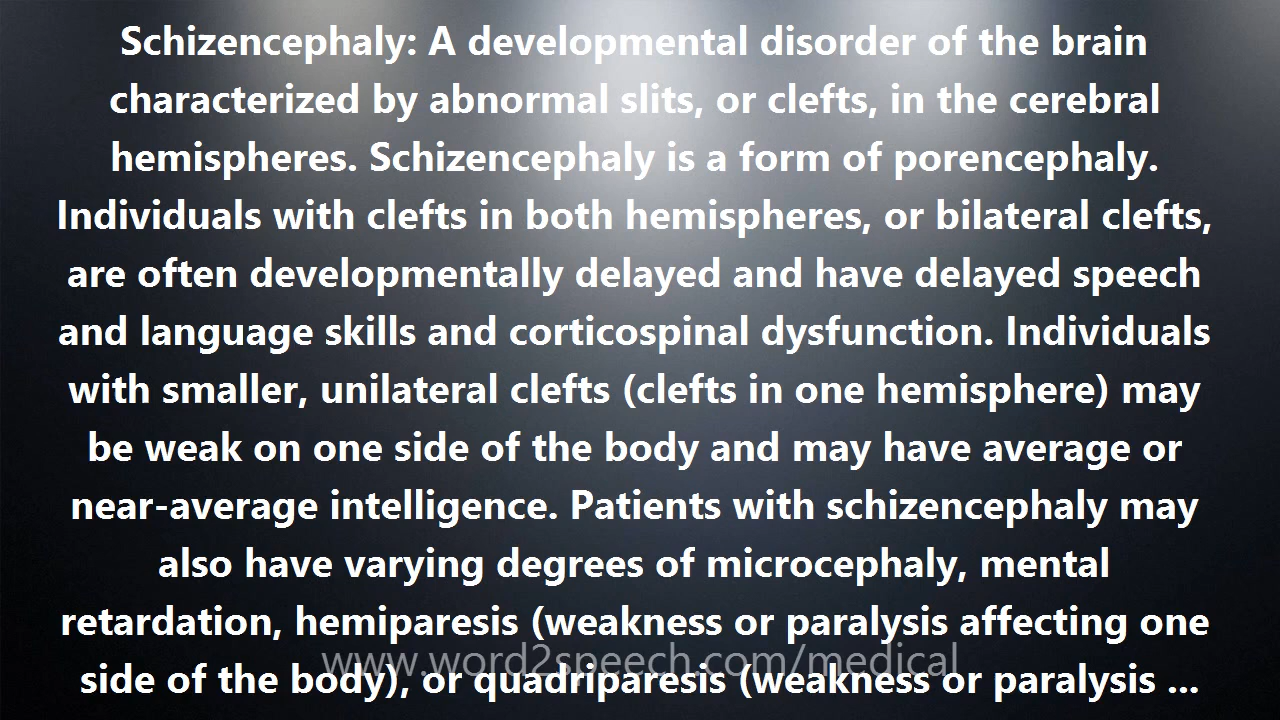 Schizencephaly: A developmental disorder of the brain
characterized by abnormal slits, or clefts, in the cerebral
hemispheres. Schizencephaly is a form of porencephaly.
Individuals with clefts in both hemispheres, or bilateral clefts,
are often developmentally delayed and have delayed speech
and language skills and corticospinal dysfunction. Individuals
with smaller, unilateral clefts (clefts in one hemisphere) may
be weak on one side of the body and may have average or
near-average intelligence. Patients with schizencephaly may
also have varying degrees of microcephaly, mental
retardation, hemiparesis (weakness or paralysis affecting one
www.word2speech.com/medical
side of the body), or quadriparesis (weakness or paralysis ...